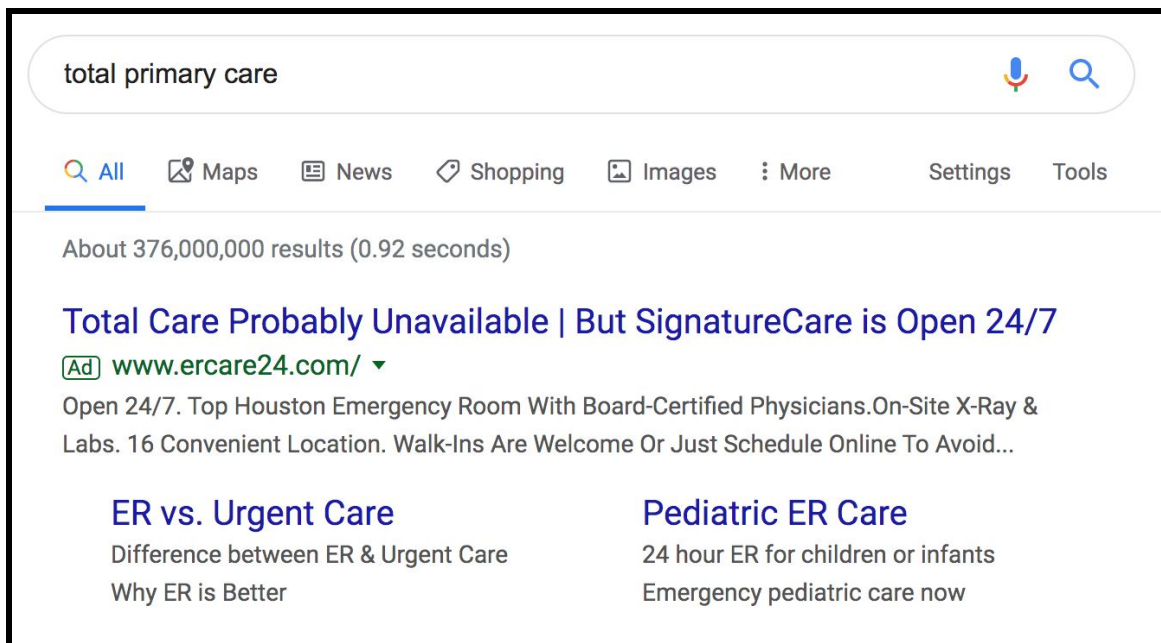 total primary care
All Maps News Shopping Images More Settings Tools
About 376,000,000 results (0.92 seconds)
Total Care Probably Unavailable | But SignatureCare is Open 24/7
Ad www.ercare24.com/
Open 24/7. Top Houston Emergency Room With Board-Certified Physicians.On-Site X-Ray &
Labs. 16 Convenient Location. Walk-Ins Are Welcome Or Just Schedule Online To Avoid...
ER vs. Urgent Care
Difference between ER & Urgent Care
Why ER is Better
Pediatric ER Care
24 hour ER for children or infants
Emergency pediatric care now